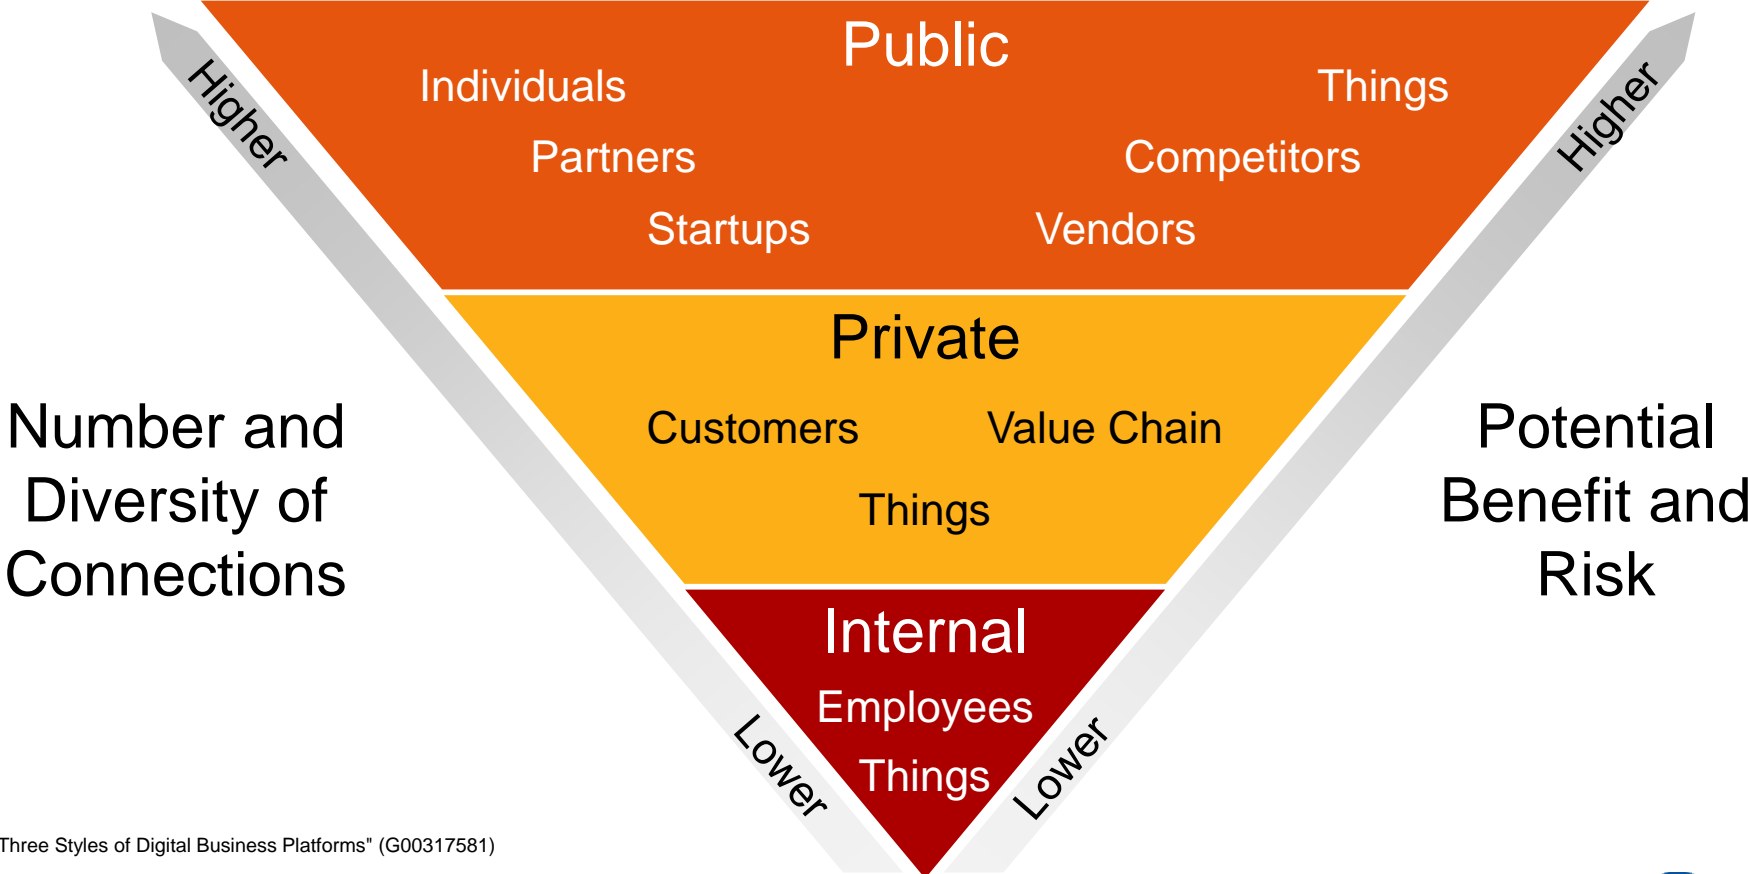 Public
Individuals
Things
Partners
Competitors
Startups
Vendors
Higher
Higher
Private
Customers
Value Chain
Things
Number and
Diversity of
Connections
Potential
Benefit and
Risk
Internal
Employees
Things
Lower
Lower
Three Styles of Digital Business Platforms" (G00317581)